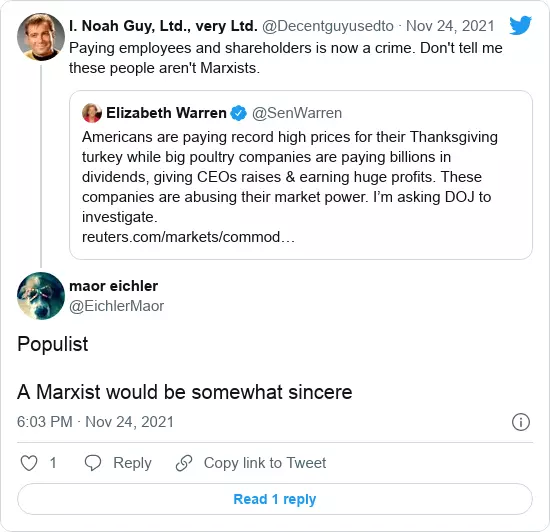 I. Noah Guy, Ltd., very Ltd. @Decentguyusedto · Nov 24, 2021
Paying employees and shareholders is now a crime. Don't tell me
these people aren't Marxists.
Elizabeth Warren @SenWarren
Americans are paying record high prices for their Thanksgiving
turkey while big poultry companies are paying billions in
dividends, giving CEOs raises & earning huge profits. These
companies are abusing their market power. I'm asking DOJ to
investigate.
reuters.com/markets/commod…
maor eichler
@EichlerMaor
Populist
A Marxist would be somewhat sincere
6:03 PM · Nov 24, 2021
1 Reply Copy link to Tweet
Read 1 reply